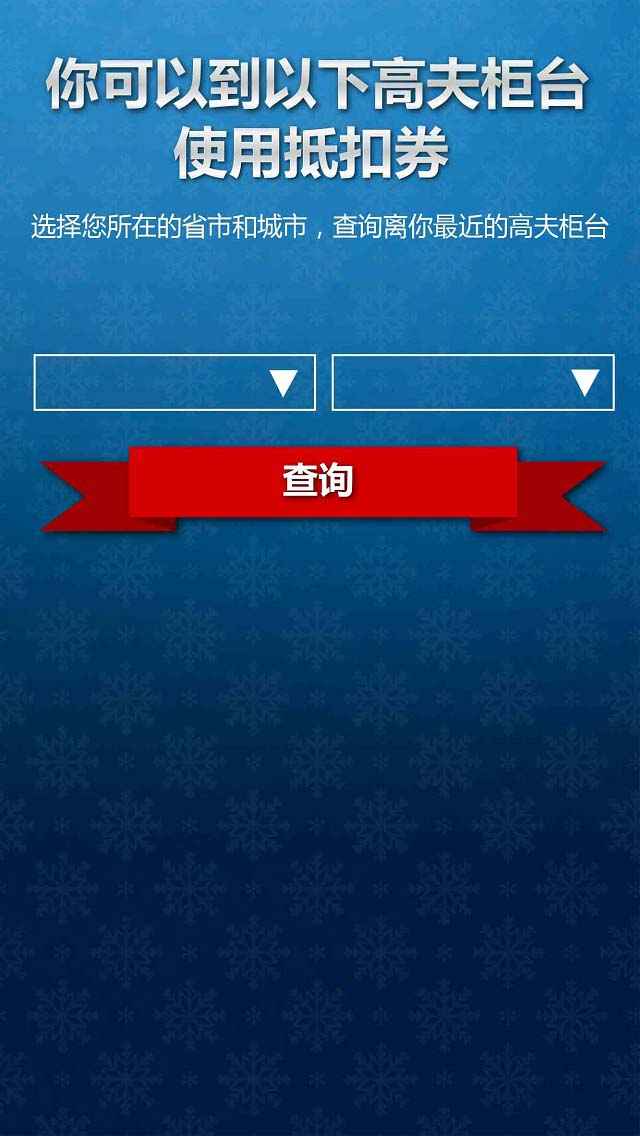 你可以到以下高夫柜台
使用抵扣券
选择您所在的省市和城市，查询离你最近的高夫柜台
查询